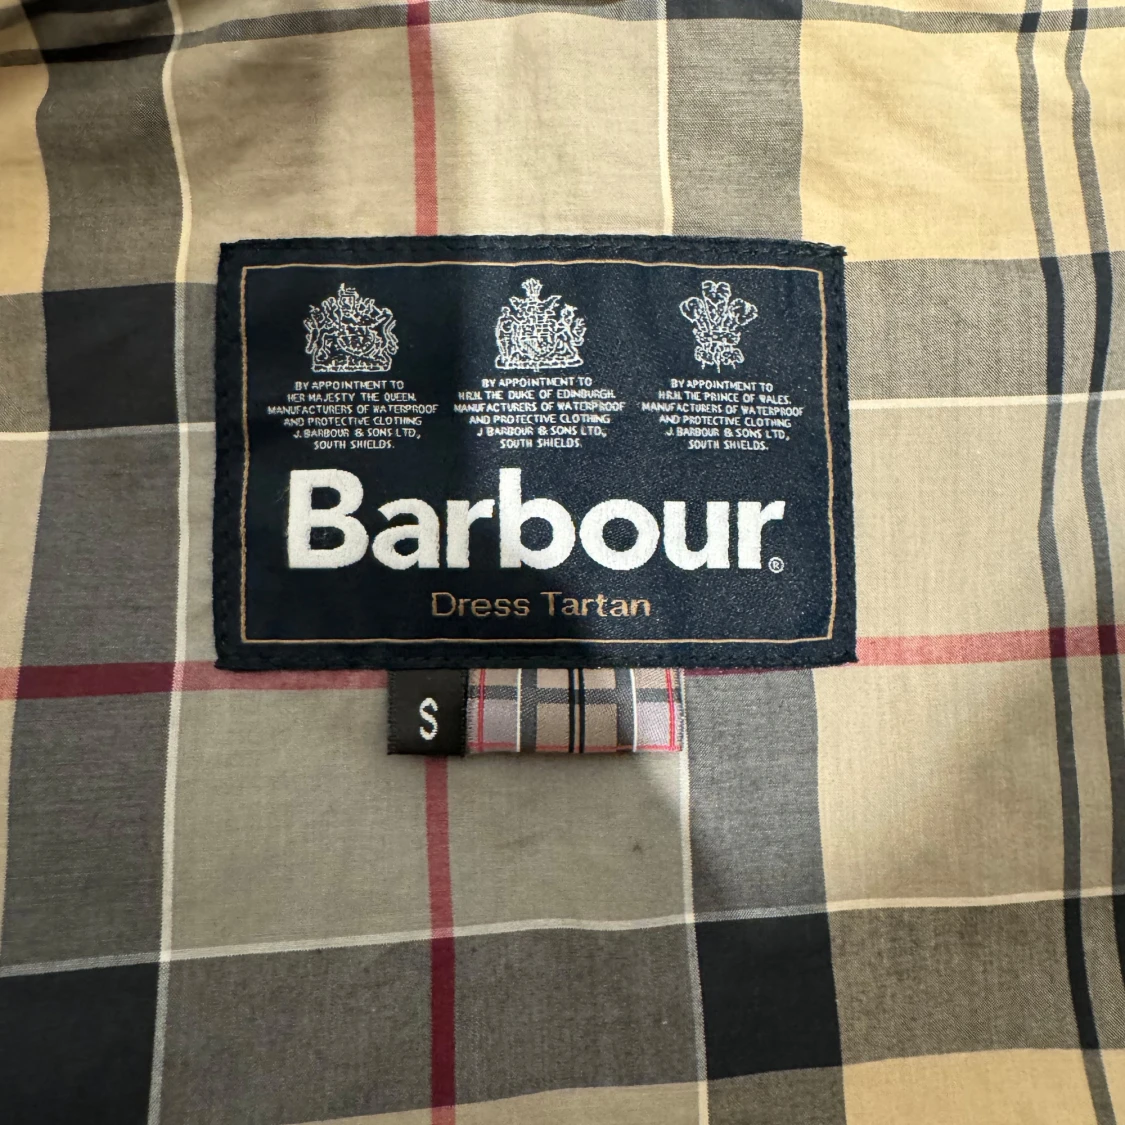 BY APPOINTMENT TO
HER MAJESTY THE QUEEN.
MANUFACTURERS OF WATERPROOF
AND PROTECTIVE CLOTHING
J. BARBOUR & SONS LTD.,
SOUTH SHIELDS.
BY APPOINTMENT TO
H.R.H. THE DUKE OF EDINBURGH.
MANUFACTURERS OF WATERPROOF
AND PROTECTIVE CLOTHING
J BARBOUR & SONS LTD.,
SOUTH SHIELDS.
BY APPOINTMENT TO
H.R.H. THE PRINCE OF WALES.
MANUFACTURERS OF WATERPROOF
AND PROTECTIVE CLOTHING
J. BARBOUR & SONS LTD.,
SOUTH SHIELDS.
Barbour®
Dress Tartan
S